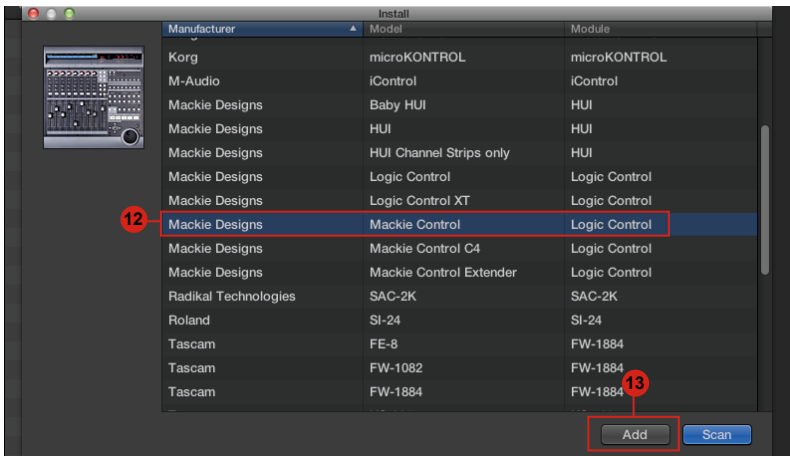 Install
Manufacturer Model Module
Korg microKONTROL microKONTROL
M-Audio iControl iControl
Mackie Designs Baby HUI HUI
Mackie Designs HUI HUI
Mackie Designs HUI Channel Strips only HUI
Mackie Designs Logic Control Logic Control
Mackie Designs Logic Control XT Logic Control
12 Mackie Designs Mackie Control Logic Control
Mackie Designs Mackie Control C4 Logic Control
Mackie Designs Mackie Control Extender Logic Control
Radikal Technologies SAC-2K SAC-2K
Roland SI-24 SI-24
Tascam FE-8 FW-1884
Tascam FW-1082 FW-1884
Tascam FW-1884 FW-1884
13
Add Scan